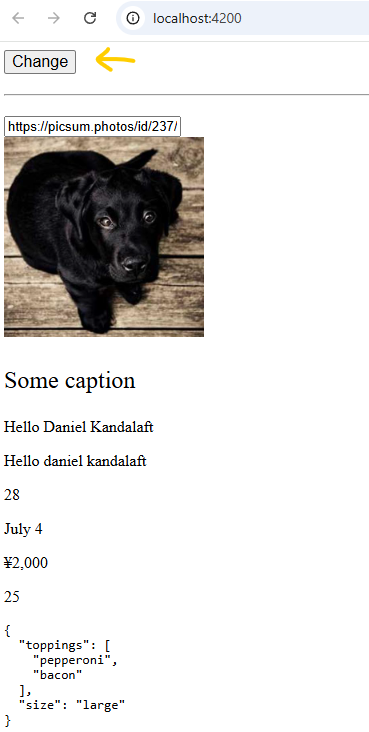 localhost:4200
Change
https://picsum.photos/id/237/
Some caption
Hello Daniel Kandalaft
Hello daniel kandalaft
28
July 4
¥2,000
25
{
  "toppings": [
    "pepperoni",
    "bacon"
  ],
  "size": "large"
}